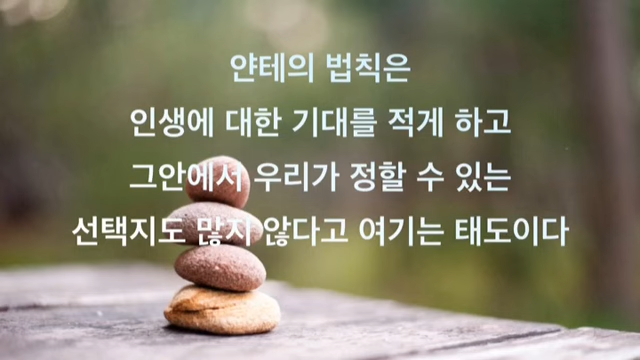 얀테의 법칙은
인생에 대한 기대를 적게 하고
그안에서 우리가 정할 수 있는
선택지도 많지 않다고 여기는 태도이다